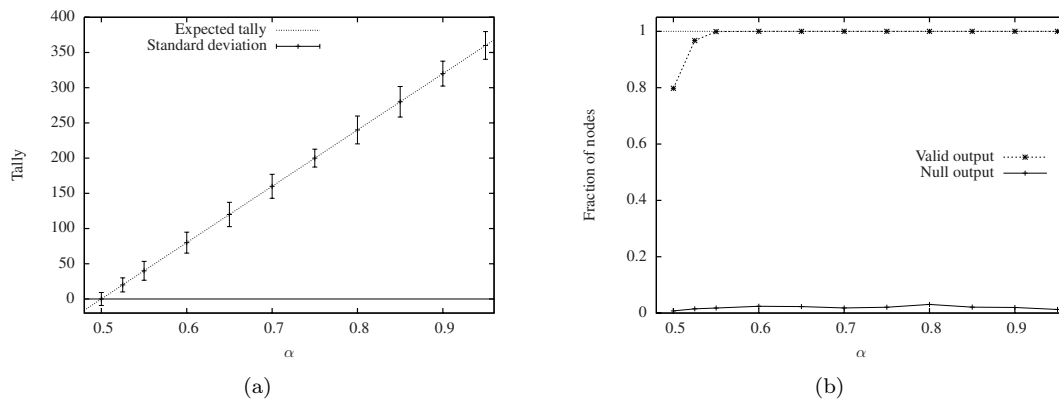 400
350
300
250
200
150
100
50
0
Tally
Expected tally
Standard deviation
0.5 0.6 0.7 0.8 0.9
α
(a)
1
0.8
0.6
0.4
0.2
0
Fraction of nodes
Valid output
Null output
0.5 0.6 0.7 0.8 0.9
α
(b)